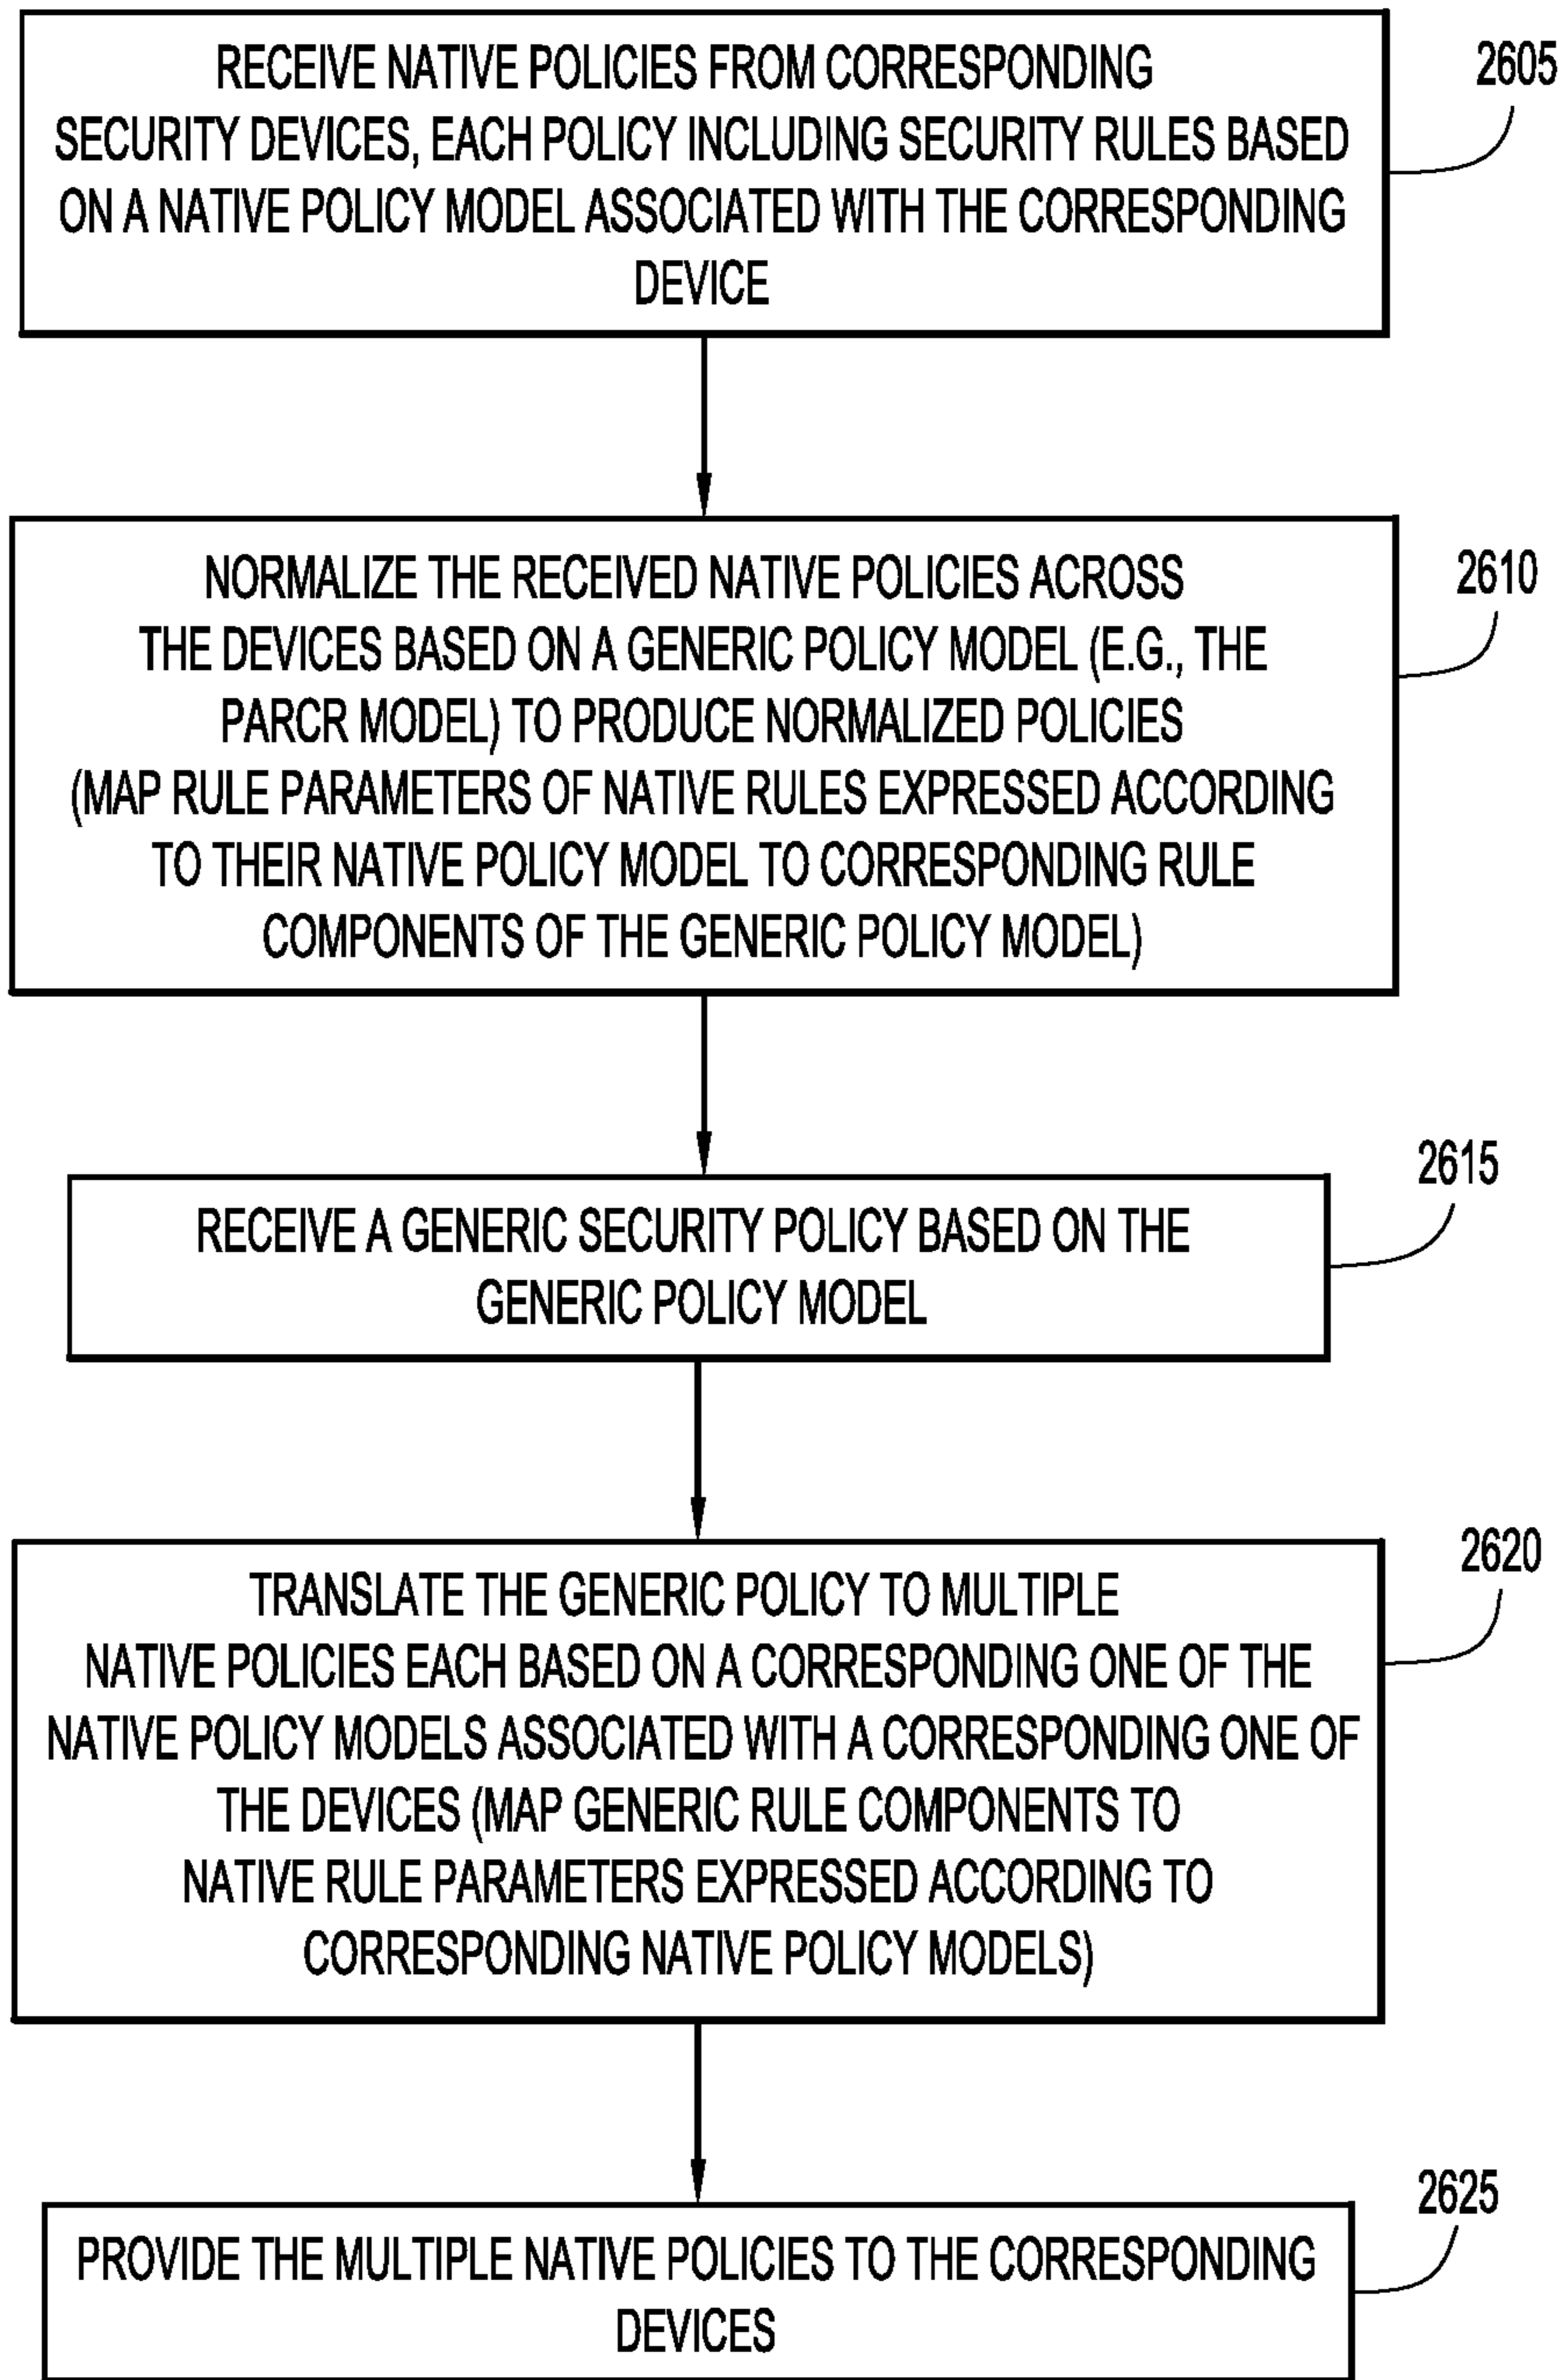 RECEIVE NATIVE POLICIES FROM CORRESPONDING
SECURITY DEVICES, EACH POLICY INCLUDING SECURITY RULES BASED
ON A NATIVE POLICY MODEL ASSOCIATED WITH THE CORRESPONDING
DEVICE
2605
NORMALIZE THE RECEIVED NATIVE POLICIES ACROSS
THE DEVICES BASED ON A GENERIC POLICY MODEL (E.G., THE
PARCR MODEL) TO PRODUCE NORMALIZED POLICIES
(MAP RULE PARAMETERS OF NATIVE RULES EXPRESSED ACCORDING
TO THEIR NATIVE POLICY MODEL TO CORRESPONDING RULE
COMPONENTS OF THE GENERIC POLICY MODEL)
2610
RECEIVE A GENERIC SECURITY POLICY BASED ON THE
GENERIC POLICY MODEL
2615
TRANSLATE THE GENERIC POLICY TO MULTIPLE
NATIVE POLICIES EACH BASED ON A CORRESPONDING ONE OF THE
NATIVE POLICY MODELS ASSOCIATED WITH A CORRESPONDING ONE OF
THE DEVICES (MAP GENERIC RULE COMPONENTS TO
NATIVE RULE PARAMETERS EXPRESSED ACCORDING TO
CORRESPONDING NATIVE POLICY MODELS)
2620
PROVIDE THE MULTIPLE NATIVE POLICIES TO THE CORRESPONDING
DEVICES
2625